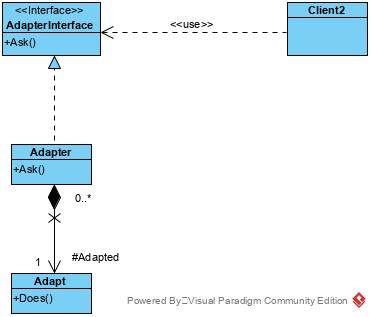 <<Interface>>
AdapterInterface
+Ask()
<<use>>
Client2
Adapter
+Ask()
0..*
#Adapted
1
Adapt
+Does()
Powered By Visual Paradigm Community Edition